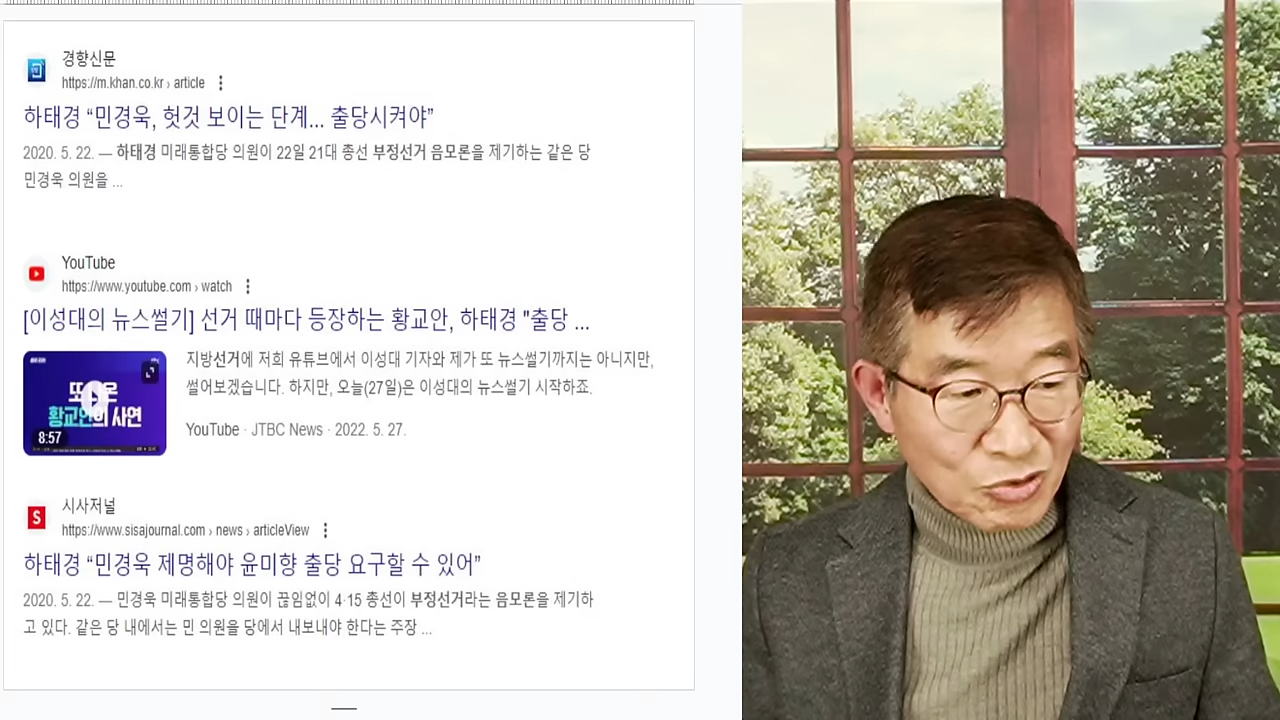 경향신문
https://m.khan.co.kr › article
하태경 “민경욱, 헛것 보이는 단계... 출당시켜야”
2020. 5. 22. — 하태경 미래통합당 의원이 22일 21대 총선 부정선거 음모론을 제기하는 같은 당
민경욱 의원을 ...
YouTube
https://www.youtube.com › watch
[이성대의 뉴스썰기] 선거 때마다 등장하는 황교안, 하태경 "출당 ...
지방선거에 저희 유튜브에서 이성대 기자와 제가 또 뉴스썰기까지는 아니지만,
썰어보겠습니다. 하지만, 오늘(27일)은 이성대의 뉴스썰기 시작하죠.
황교안의 사연
8:57
YouTube · JTBC News · 2022. 5. 27.
시사저널
https://www.sisajournal.com › news › articleView
하태경 “민경욱 제명해야 윤미향 출당 요구할 수 있어”
2020. 5. 22. — 민경욱 미래통합당 의원이 끊임없이 4·15 총선이 부정선거라는 음모론을 제기하
고 있다. 같은 당 내에서는 민 의원을 당에서 내보내야 한다는 주장 ...